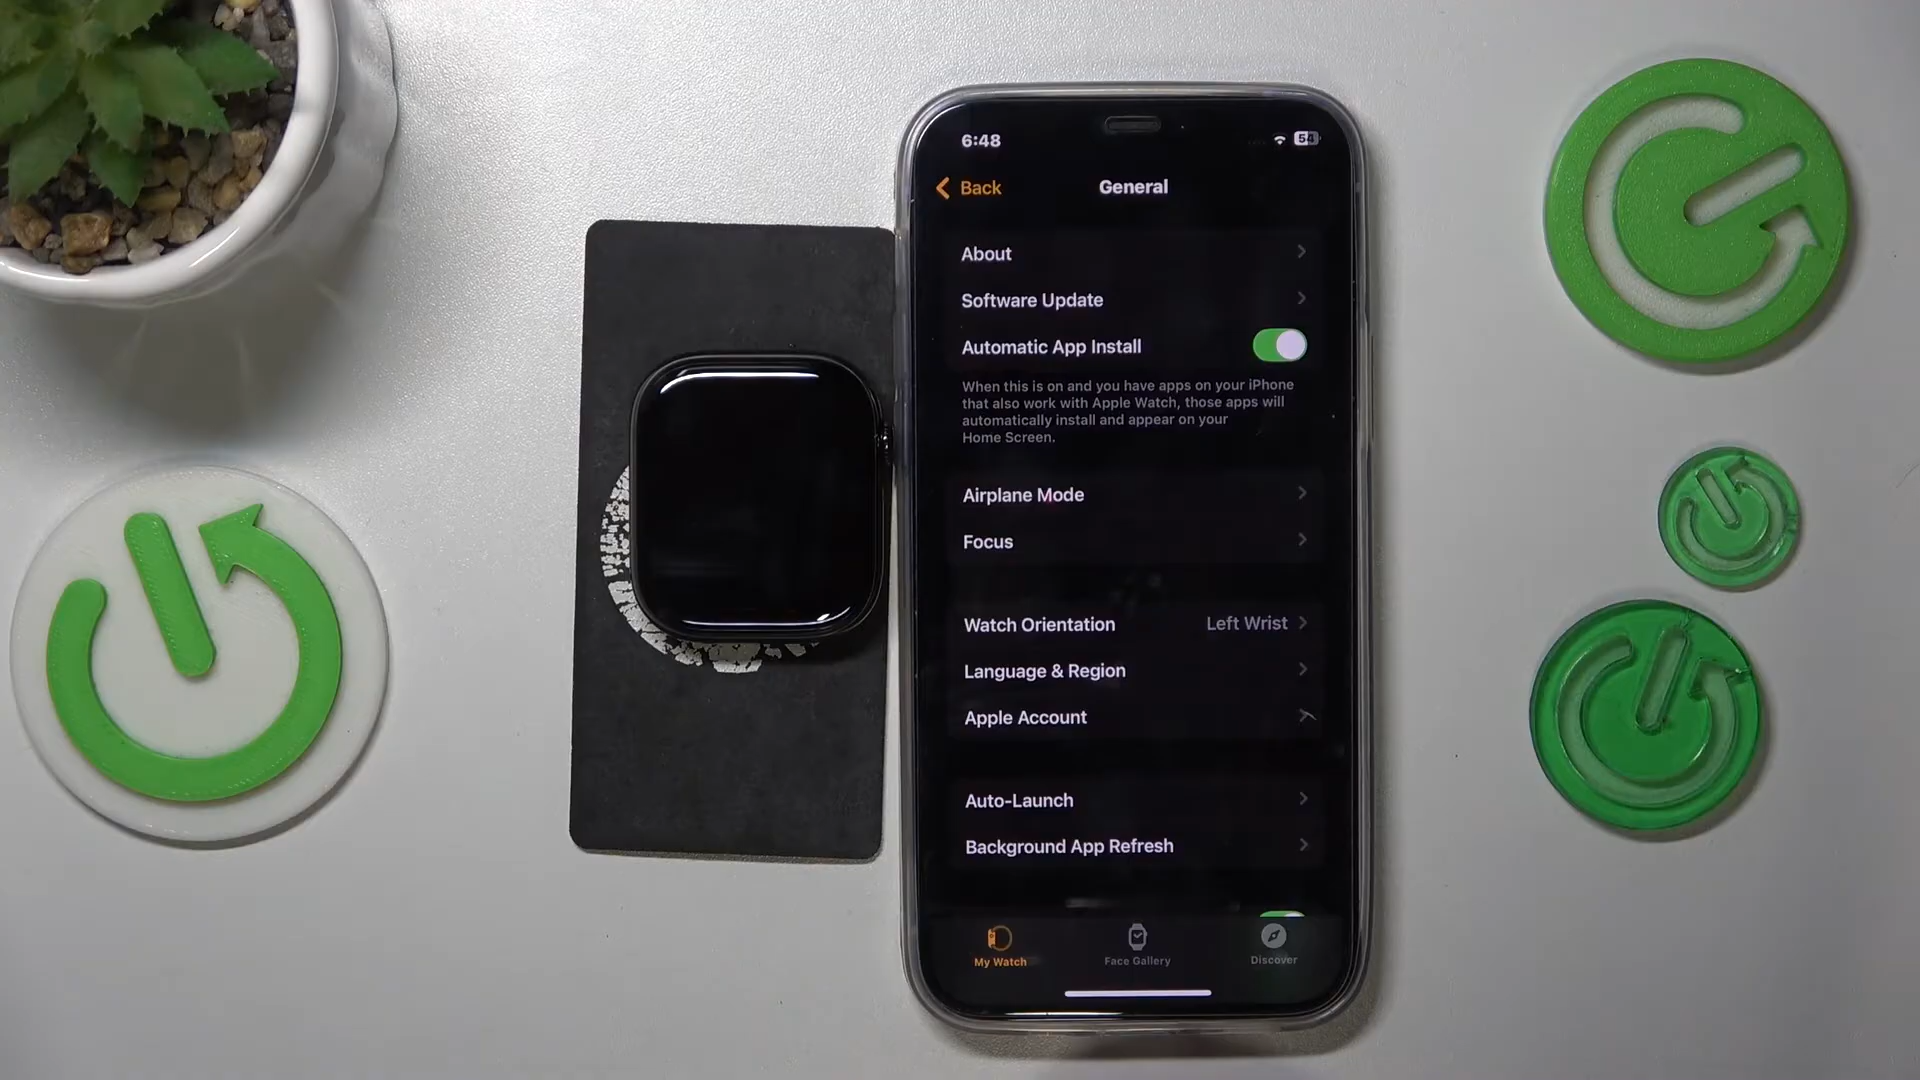 6:48
54
Back
General
About
Software Update
Automatic App Install
When this is on and you have apps on your iPhone
that also work with Apple Watch, those apps will
automatically install and appear on your
Home Screen.
Airplane Mode
Focus
Watch Orientation Left Wrist
Language & Region
Apple Account
Auto-Launch
Background App Refresh
My Watch
Face Gallery
Discover